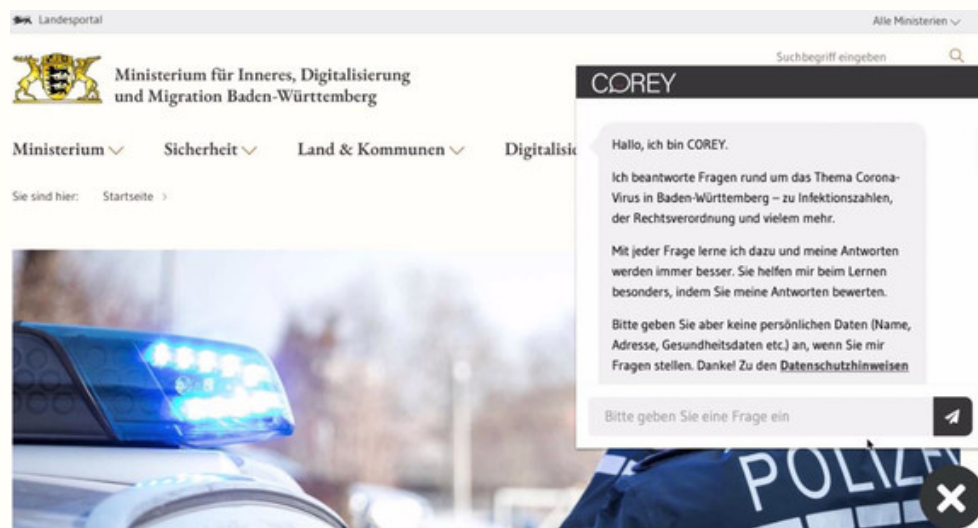 Landesportal
Alle Ministerien
Suchbegriff eingeben
Ministerium für Inneres, Digitalisierung
und Migration Baden-Württemberg
Ministerium
Sicherheit
Land & Kommunen
Digitalisie
Sie sind hier:
Startseite
COREY
Hallo, ich bin COREY.
Ich beantworte Fragen rund um das Thema Corona-
Virus in Baden-Württemberg – zu Infektionszahlen,
der Rechtsverordnung und vielem mehr.
Mit jeder Frage lerne ich dazu und meine Antworten
werden immer besser. Sie helfen mir beim Lernen
besonders, indem Sie meine Antworten bewerten.
Bitte geben Sie aber keine persönlichen Daten (Name,
Adresse, Gesundheitsdaten etc.) an, wenn Sie mir
Fragen stellen. Danke! Zu den Datenschutzhinweisen
Bitte geben Sie eine Frage ein
POLIZEI